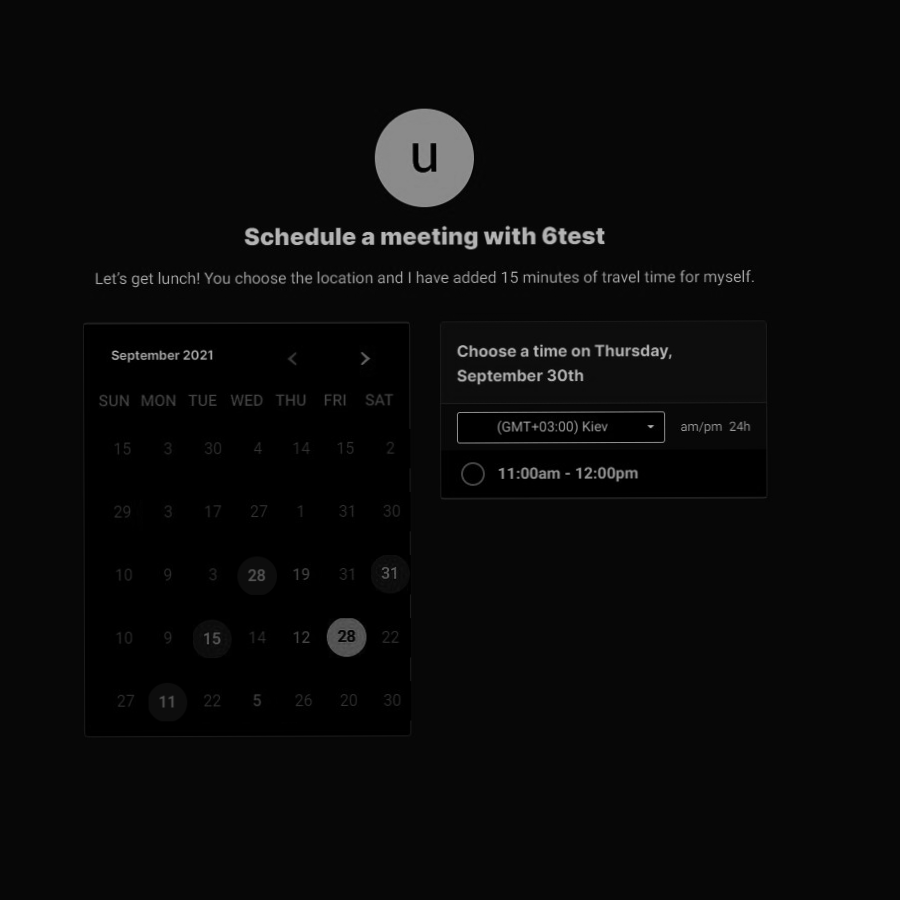 u
Schedule a meeting with 6test
Let's get lunch! You choose the location and I have added 15 minutes of travel time for myself.
September 2021
SUN MON TUE WED THU FRI SAT
15 3 30 4 14 15 2
29 3 17 27 1 31 30
10 9 3 28 19 31 31
10 9 15 14 12 28 22
27 11 22 5 26 20 30
Choose a time on Thursday,
September 30th
(GMT+03:00) Kiev
am/pm 24h
11:00am - 12:00pm